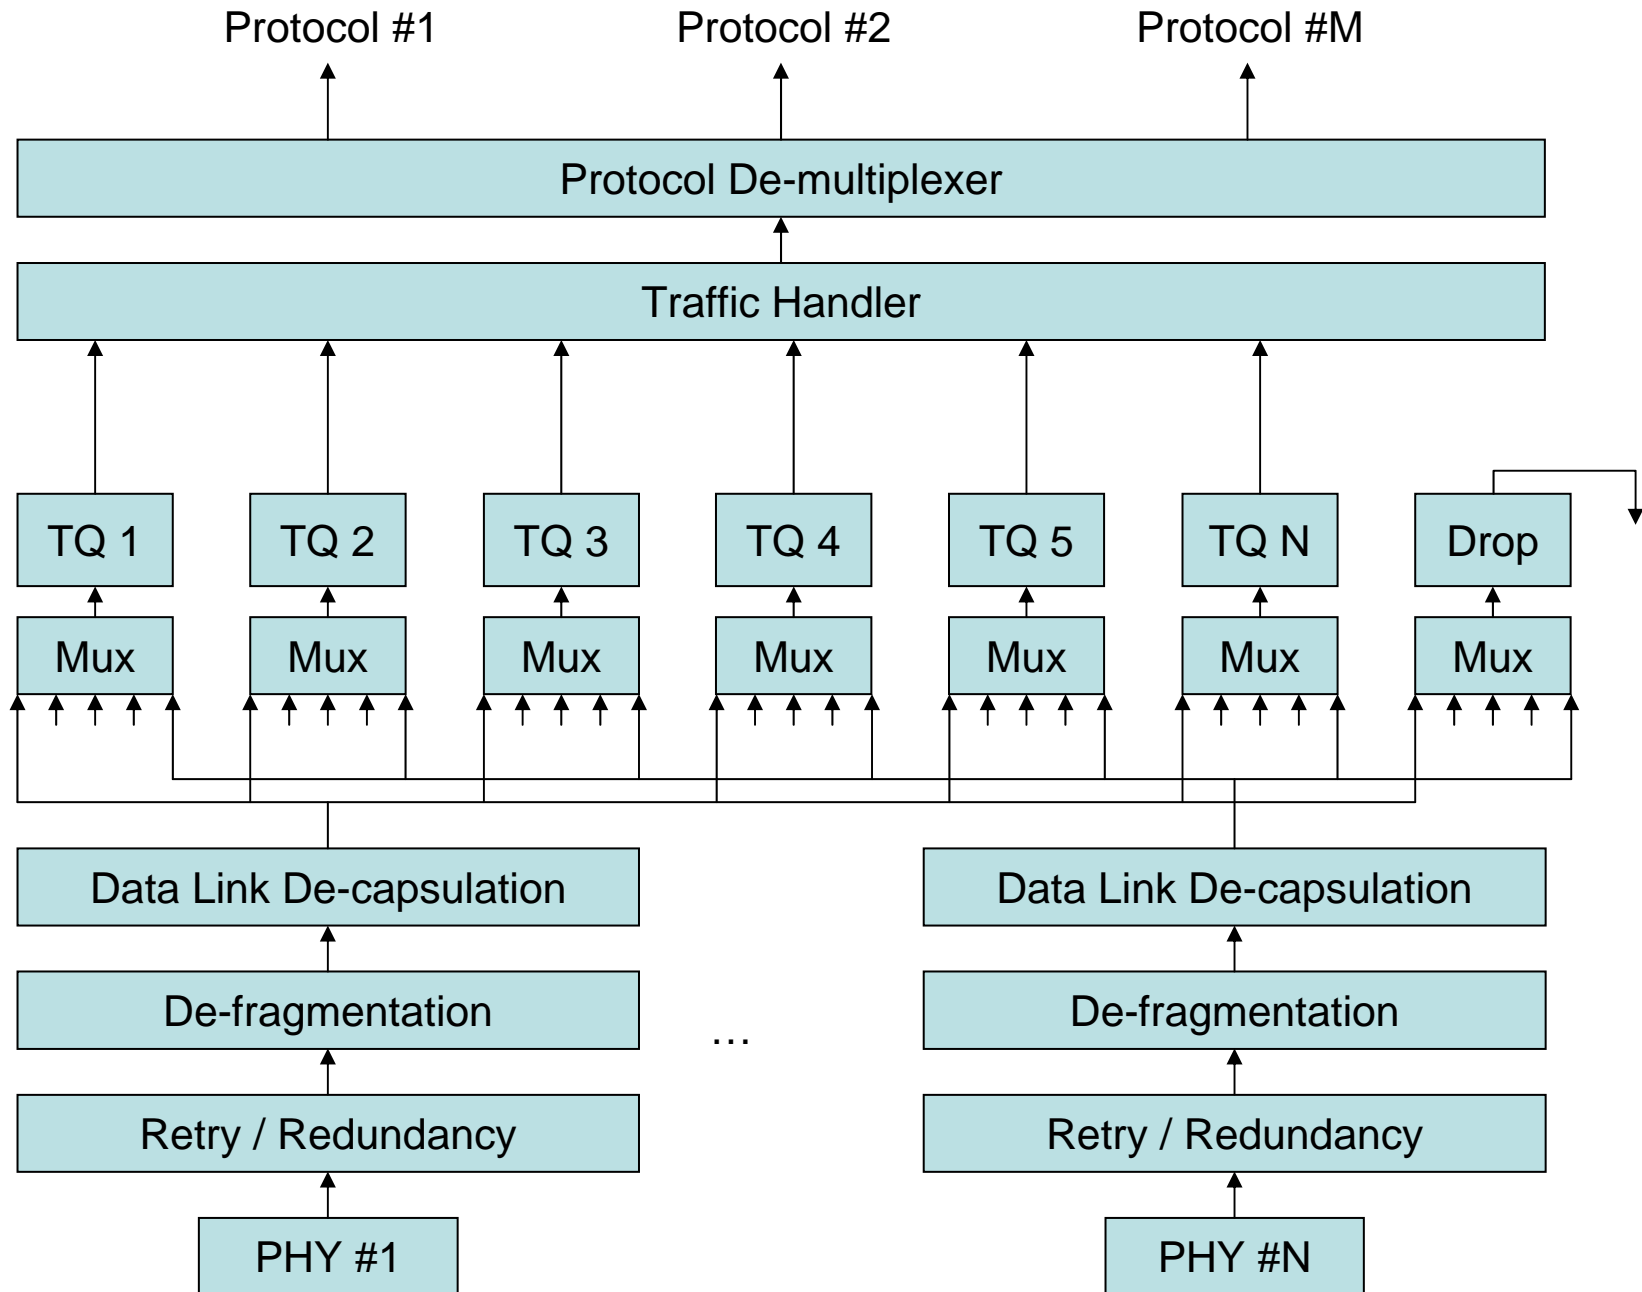 Protocol #1 Protocol #2 Protocol #M
Protocol De-multiplexer
Traffic Handler
TQ 1 TQ 2 TQ 3 TQ 4 TQ 5 TQ N Drop
Mux Mux Mux Mux Mux Mux Mux
Data Link De-capsulation Data Link De-capsulation
De-fragmentation ... De-fragmentation
Retry / Redundancy Retry / Redundancy
PHY #1 PHY #N